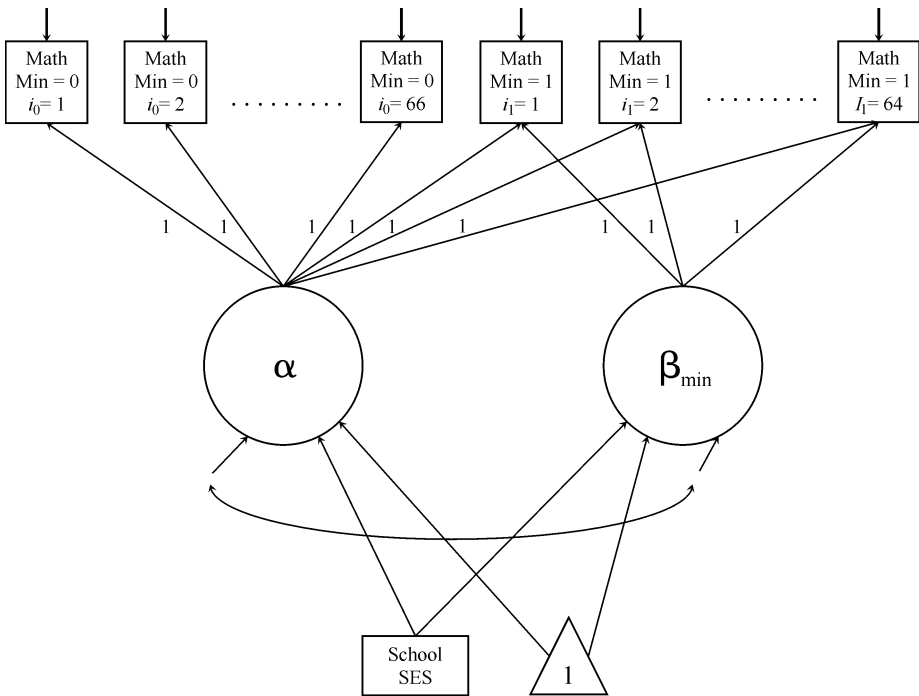 Math
Min = 0
i₀= 1
Math
Min = 0
i₀= 2
. . . . . . . . . .
Math
Min = 0
i₀= 66
Math
Min = 1
i₁= 1
Math
Min = 1
i₁= 2
. . . . . . . . . .
Math
Min = 1
I₁= 64
1 1 1 1 1 1 1 1 1
α
βmin
School
SES
1